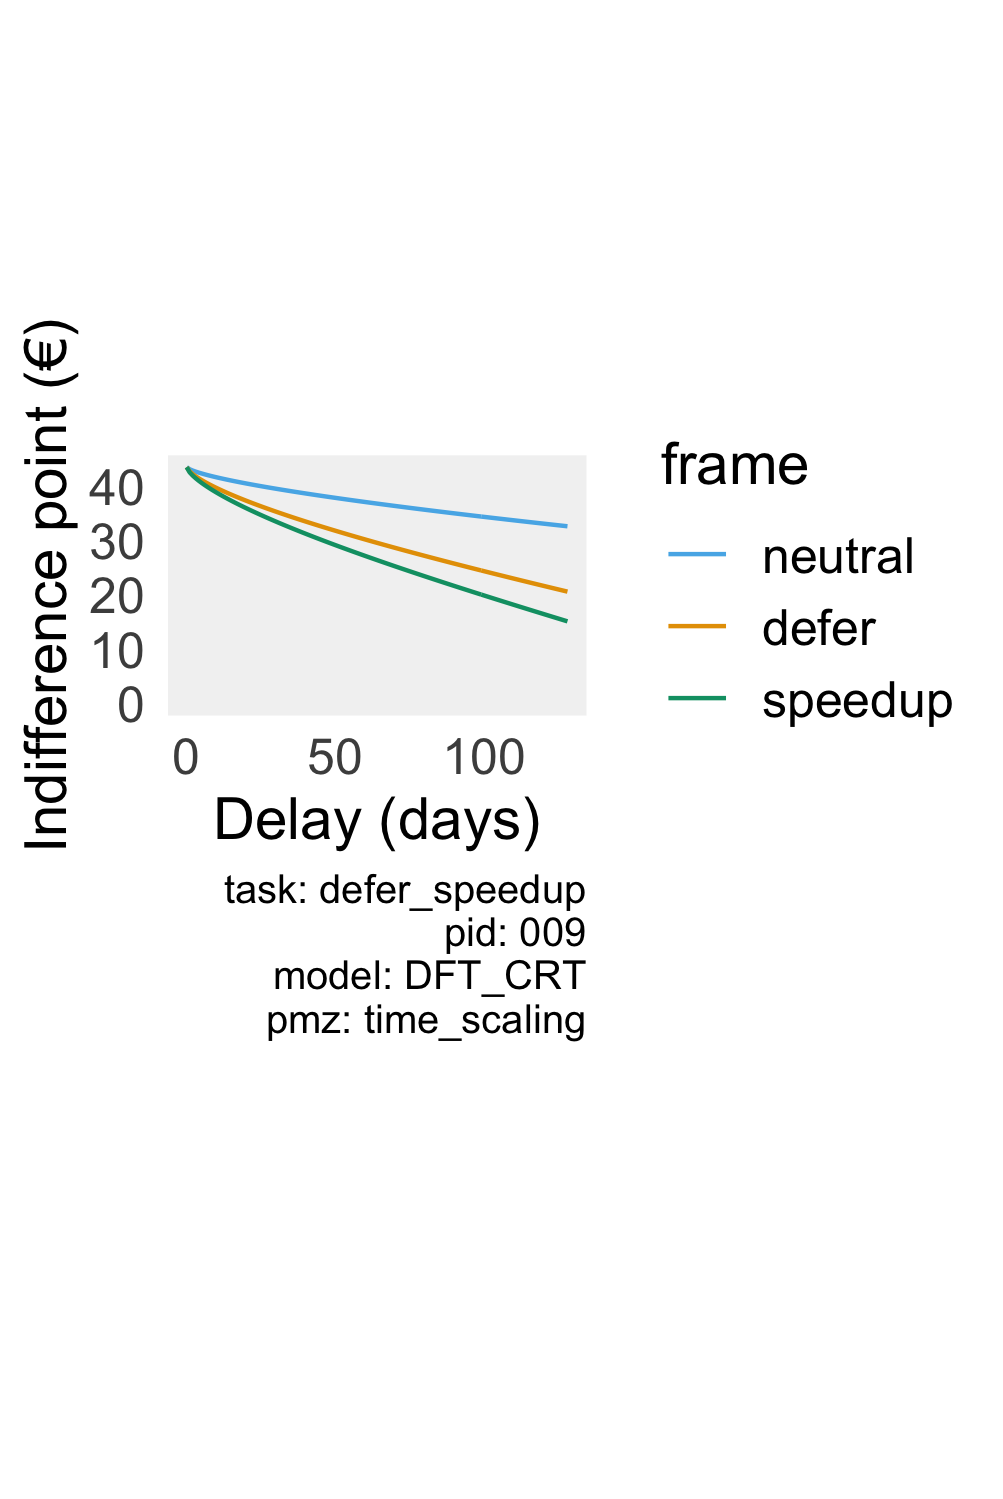 Indifference point (€)
40
30
20
10
0
0 50 100
Delay (days)
frame
neutral
defer
speedup
task: defer_speedup
pid: 009
model: DFT_CRT
pmz: time_scaling